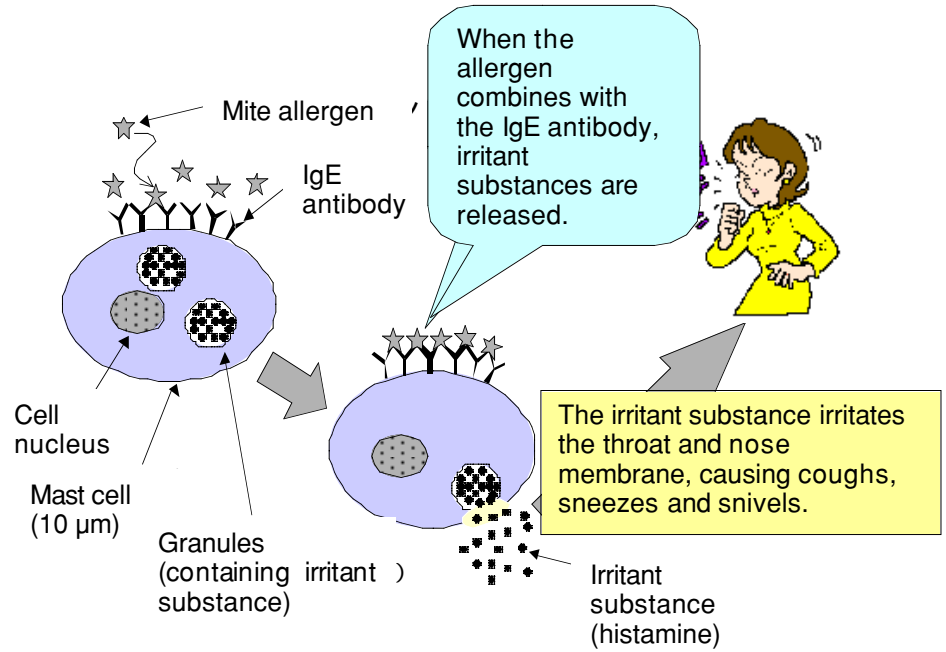 Mite allergen
IgE
antibody
When the
allergen
combines with
the IgE antibody,
irritant
substances are
released.
Cell
nucleus
Mast cell
(10 µm)
Granules
(containing irritant )
substance)
The irritant substance irritates
the throat and nose
membrane, causing coughs,
sneezes and snivels.
Irritant
substance
(histamine)